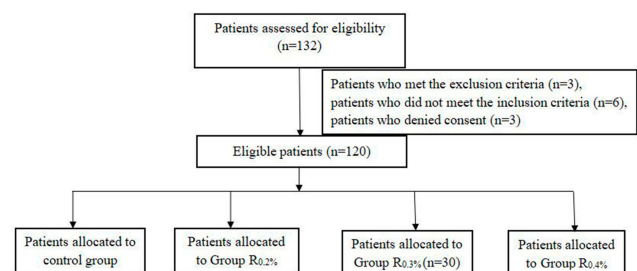 Patients assessed for eligibility
(n=132)
Patients who met the exclusion criteria (n=3),
patients who did not meet the inclusion criteria (n=6),
patients who denied consent (n=3)
Eligible patients (n=120)
Patients allocated to
control group
Patients allocated
to Group R0.2%
Patients allocated to
Group R0.3% (n=30)
Patients allocated
to Group R0.4%